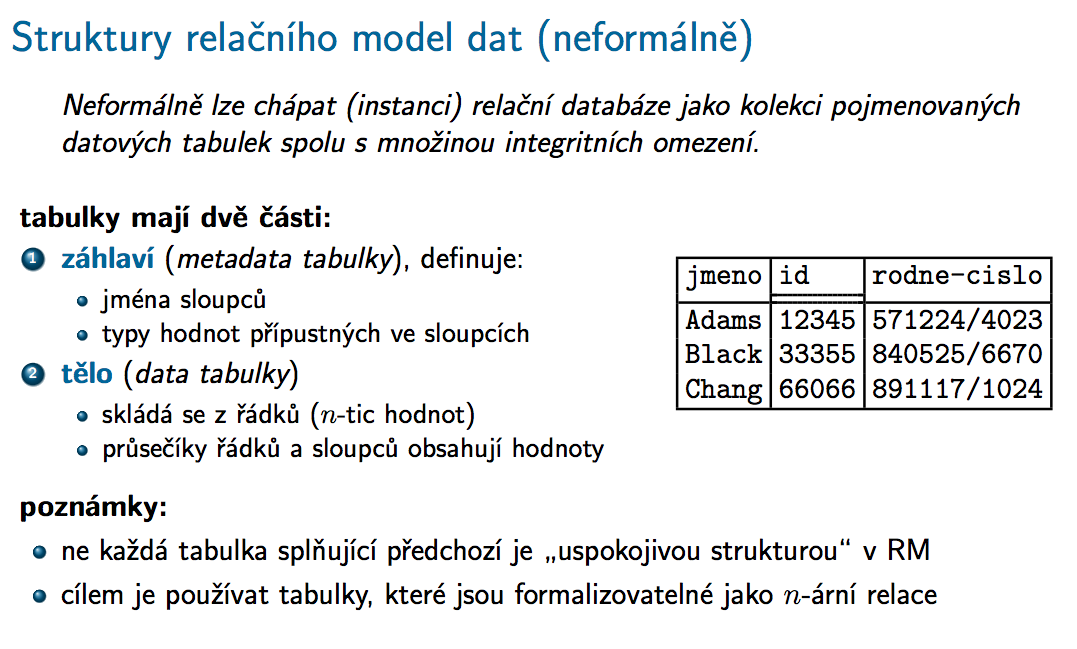 Struktury relačního model dat (neformálně)
Neformálně lze chápat (instanci) relační databáze jako kolekci pojmenovaných
datových tabulek spolu s množinou integritních omezení.
tabulky mají dvě části:
1 záhlaví (metadata tabulky), definuje:
• jména sloupců
• typy hodnot přípustných ve sloupcích
2 tělo (data tabulky)
• skládá se z řádků (n-tic hodnot)
• průsečíky řádků a sloupců obsahují hodnoty
jmeno id rodne-cislo
Adams 12345 571224/4023
Black 33355 840525/6670
Chang 66066 891117/1024
poznámky:
• ne každá tabulka splňující předchozí je „uspokojivou strukturou“ v RM
• cílem je používat tabulky, které jsou formalizovatelné jako n-ární relace